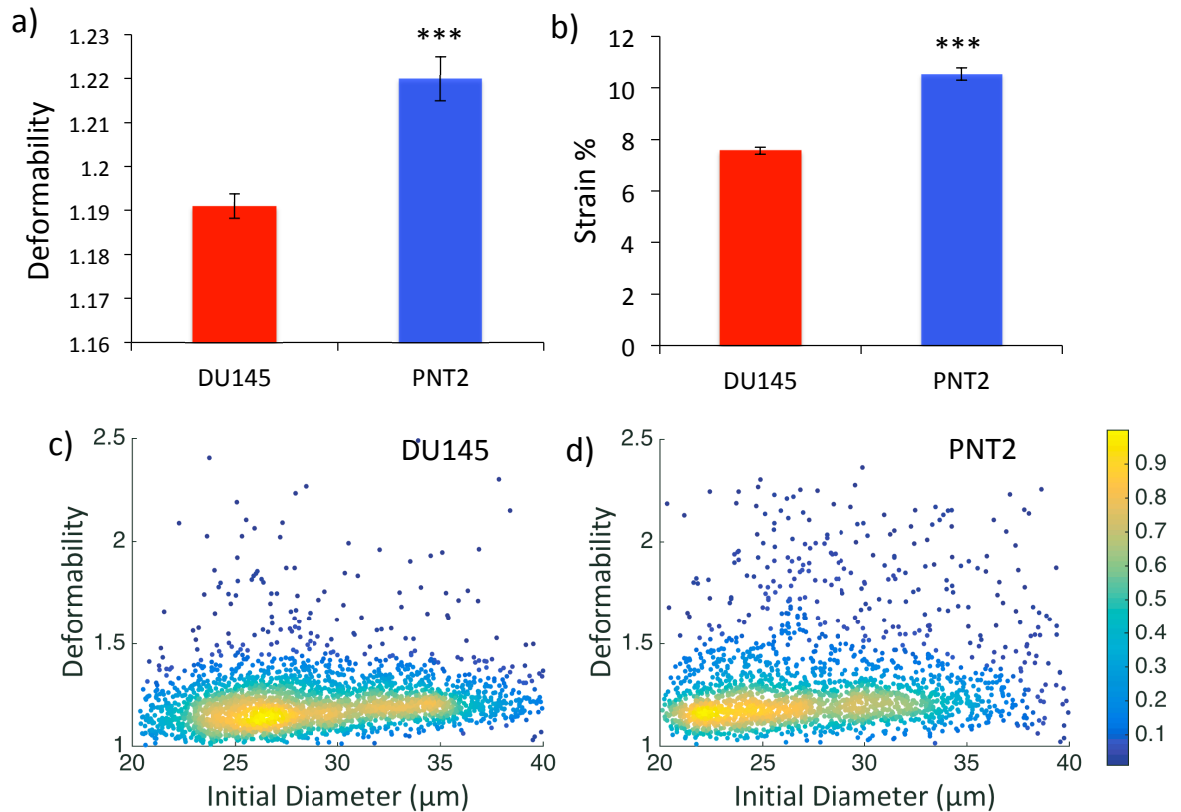 a)
1.23
1.22
1.21
1.2
1.19
1.18
1.17
1.16
Deformability
***
DU145
PNT2
b)
12
10
8
6
4
2
0
Strain %
***
DU145
PNT2
c)
DU145
2.5
2
1.5
1
Deformability
20
25
30
35
40
Initial Diameter (μm)
d)
PNT2
2.5
2
1.5
1
Deformability
20
25
30
35
40
Initial Diameter (μm)
0.9
0.8
0.7
0.6
0.5
0.4
0.3
0.2
0.1